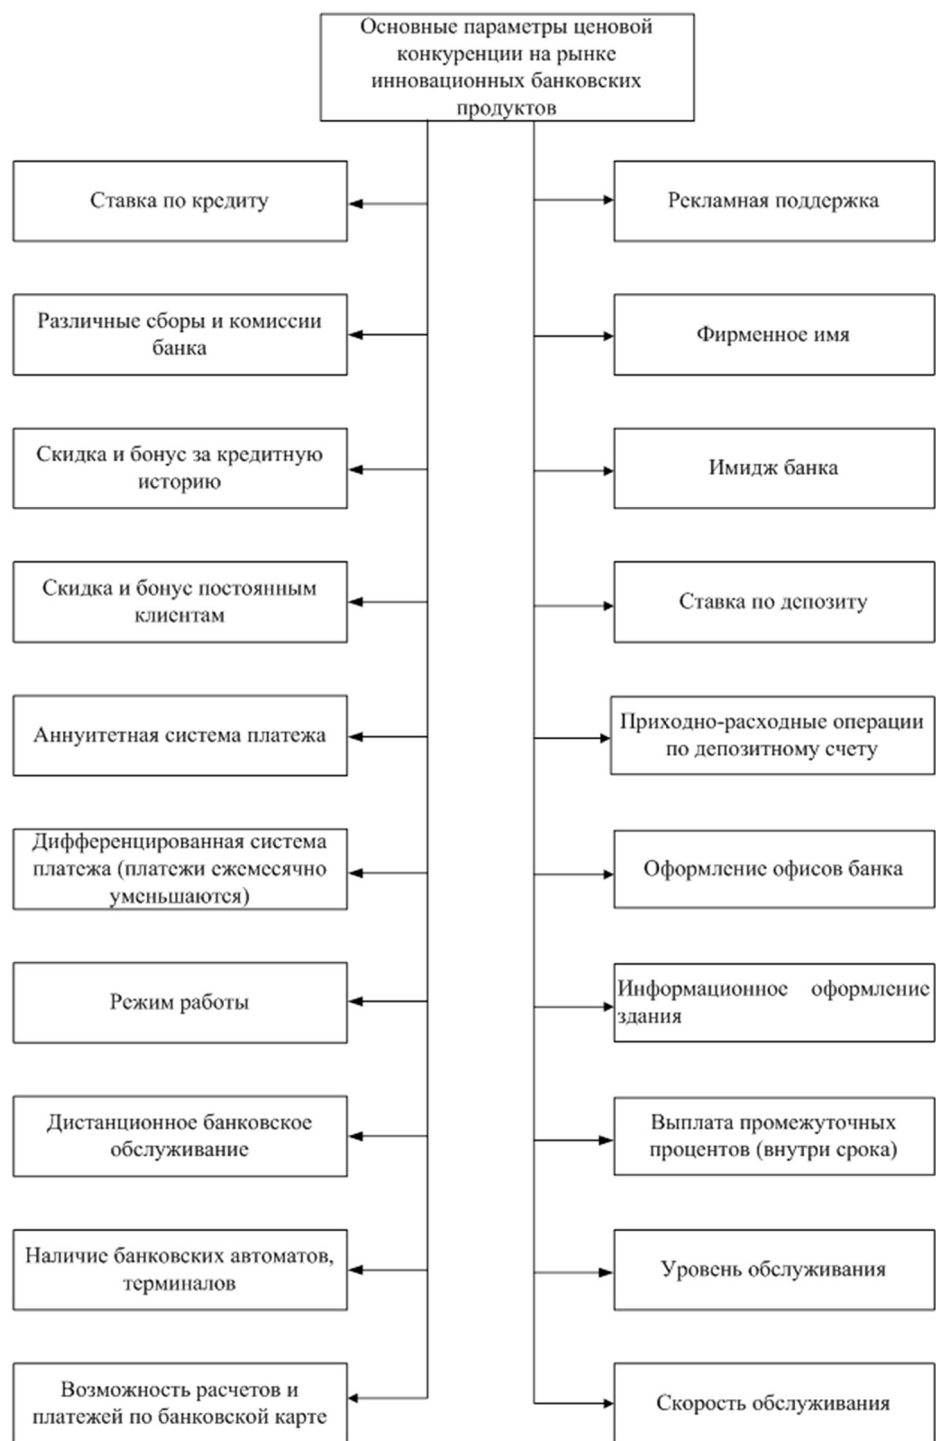 Основные параметры ценовой
конкуренции на рынке
инновационных банковских
продуктов
Ставка по кредиту
Рекламная поддержка
Различные сборы и комиссии
банка
Фирменное имя
Скидка и бонус за кредитную
историю
Имидж банка
Скидка и бонус постоянным
клиентам
Ставка по депозиту
Аннуитетная система платежа
Приходно-расходные операции
по депозитному счету
Дифференцированная система
платежа (платежи ежемесячно
уменьшаются)
Оформление офисов банка
Режим работы
Информационное оформление
здания
Дистанционное банковское
обслуживание
Выплата промежуточных
процентов (внутри срока)
Наличие банковских автоматов,
терминалов
Уровень обслуживания
Возможность расчетов и
платежей по банковской карте
Скорость обслуживания